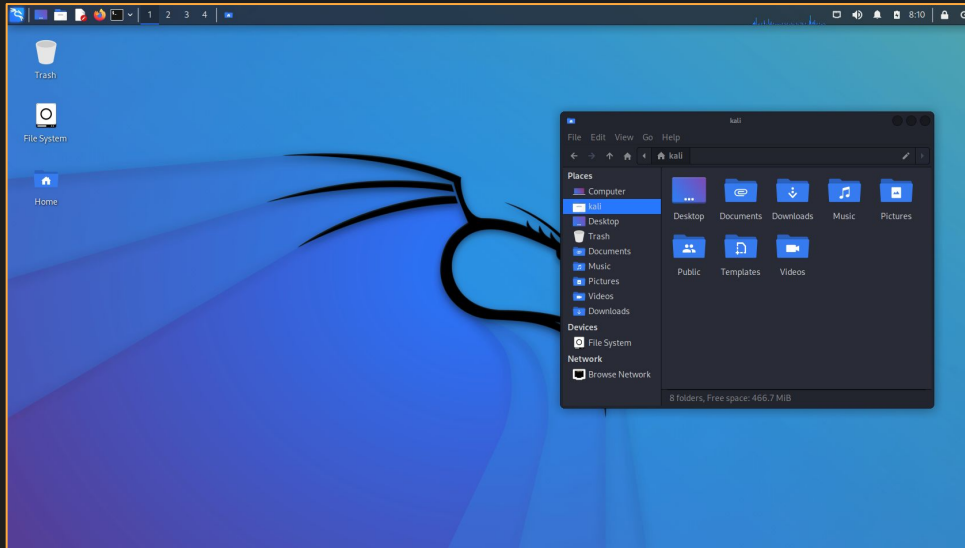 1 2 3 4
8:10
Trash
File System
Home
kali
File Edit View Go Help
kali
Places
Computer
kali
Desktop
Trash
Documents
Music
Pictures
Videos
Downloads
Devices
File System
Network
Browse Network
Desktop Documents Downloads Music Pictures
Public Templates Videos
8 folders, Free space: 466.7 MiB